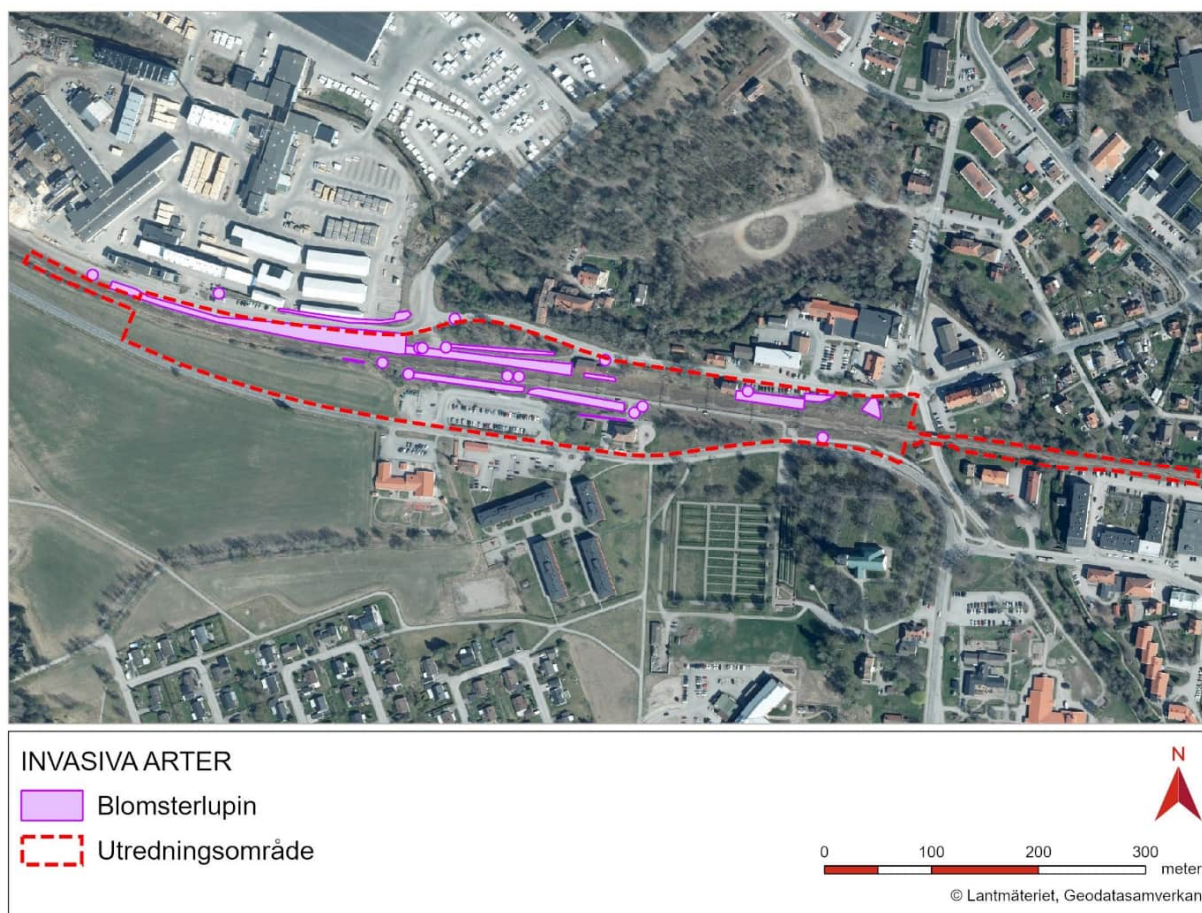 INVASIVA ARTER
Blomsterlupin
Utredningsområde
N
0 100 200 300
meter
© Lantmäteriet, Geodatasamverkan